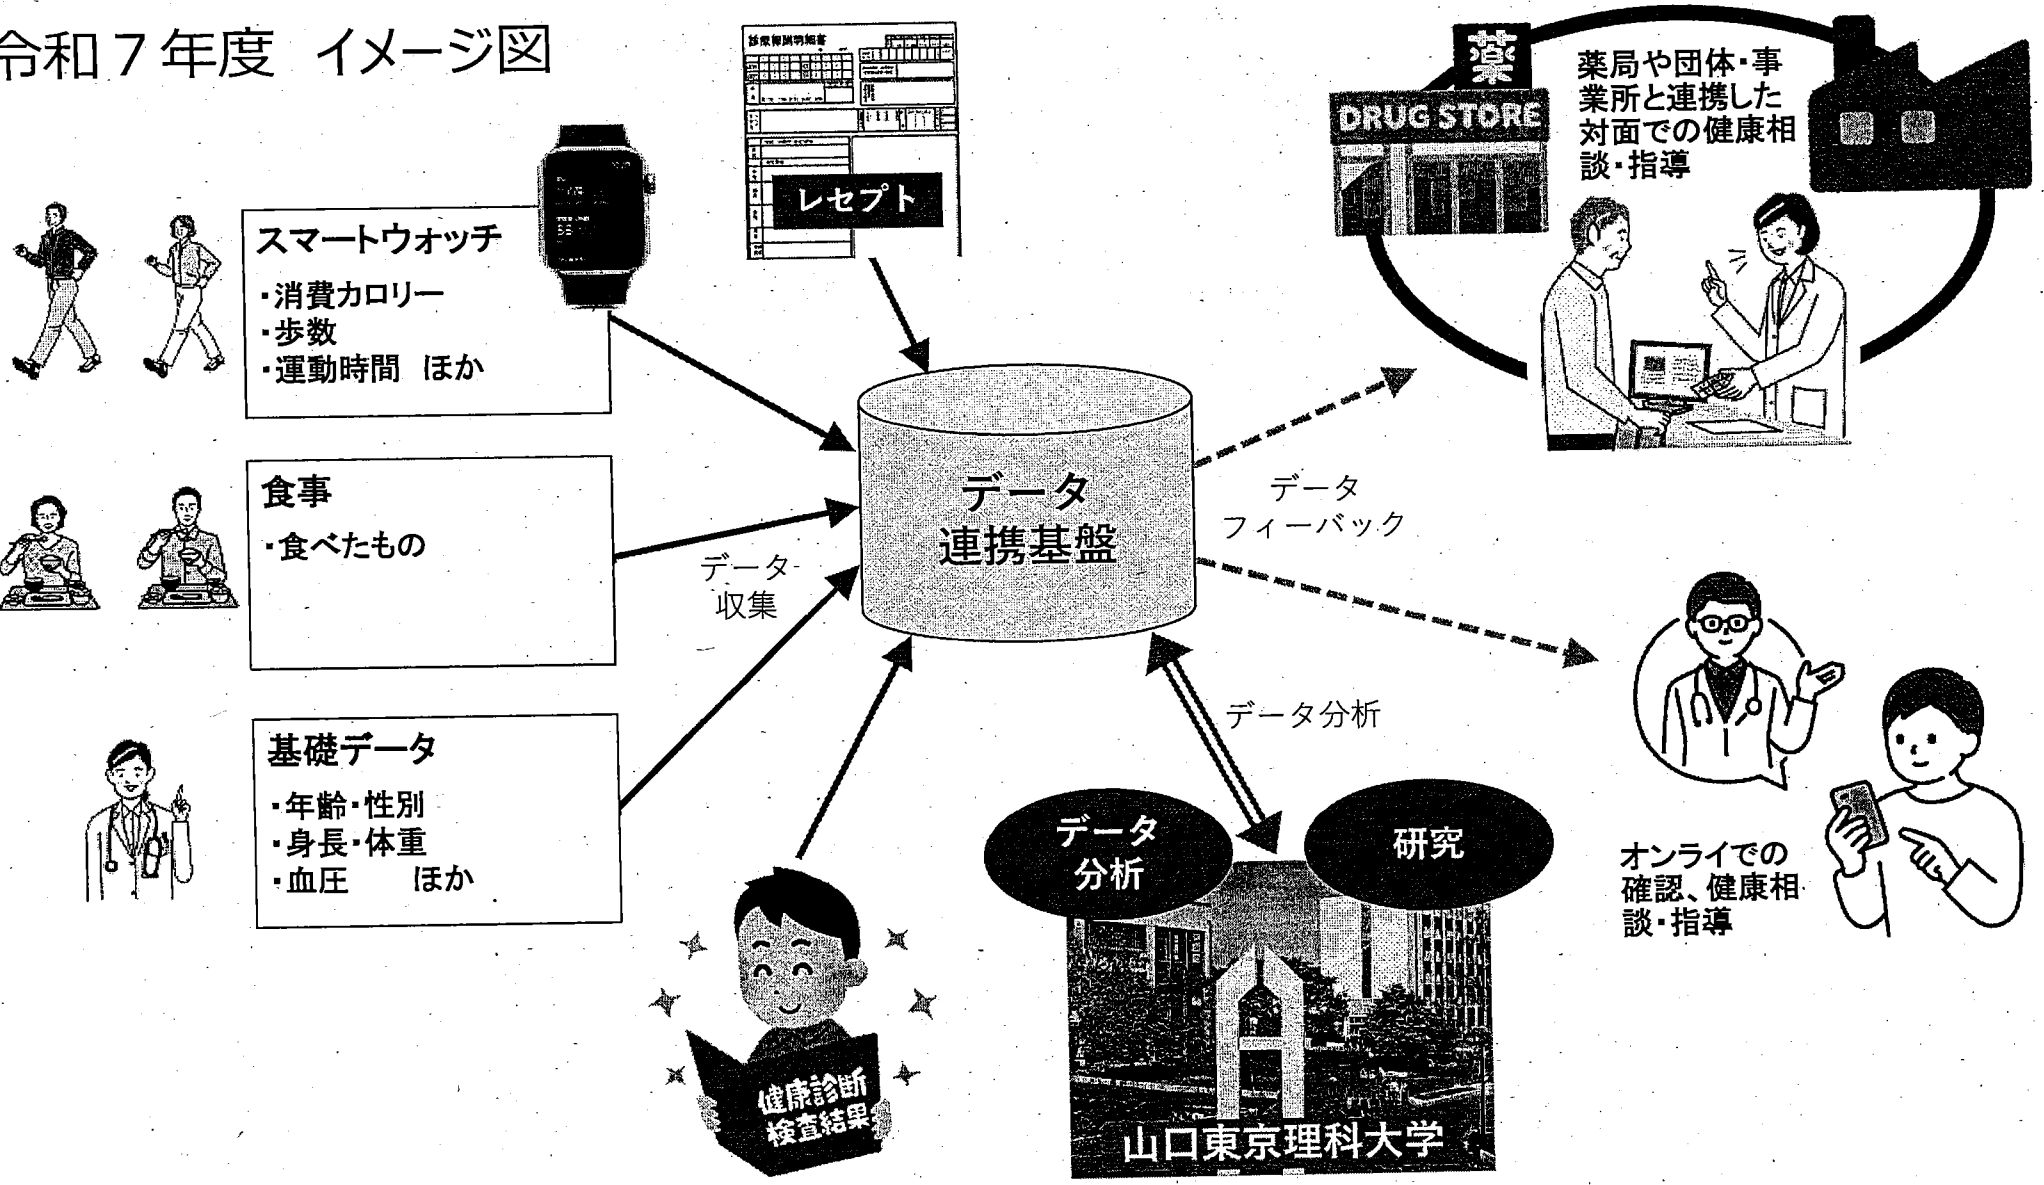 令和７年度 イメージ図
診療報酬明細書
レセプト
スマートウォッチ
・消費カロリー
・歩数
・運動時間 ほか
食事
・食べたもの
基礎データ
・年齢・性別
・身長・体重
・血圧 ほか
データ
収集
データ
連携基盤
データ
フィーバック
データ分析
薬
DRUG STORE
薬局や団体・事
業所と連携した
対面での健康相
談・指導
オンライでの
確認、健康相
談・指導
データ
分析
研究
山口東京理科大学
健康診断
検査結果